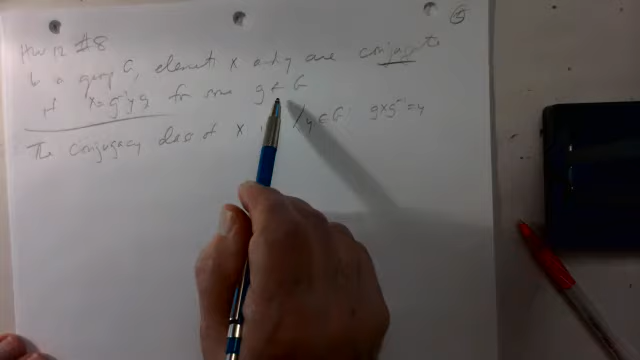 HW 12 #8
In a group G, elements x and y are conjugate
if x=g⁻¹yg for some g ∈ G
The conjugacy class of x {y ∈ G: gxg⁻¹=y